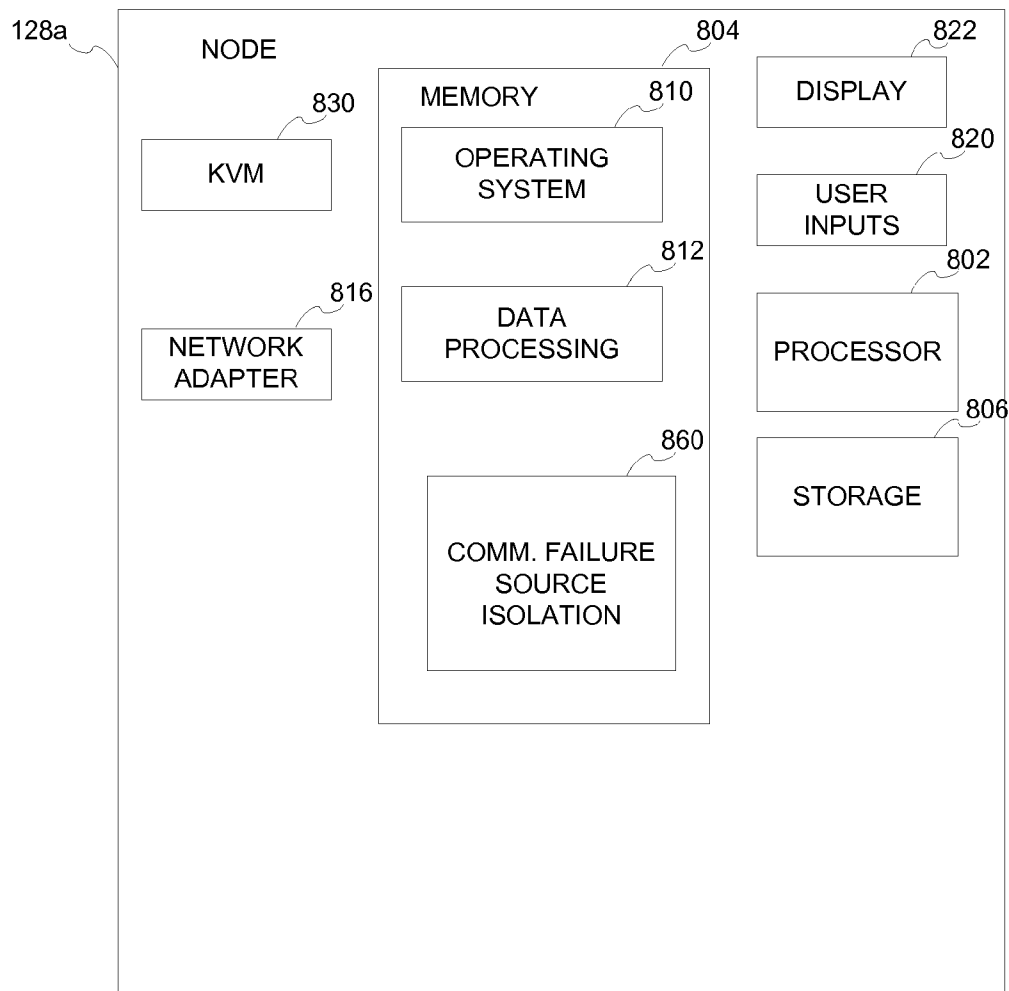 128a
NODE
804
822
MEMORY
DISPLAY
830
810
KVM
OPERATING
SYSTEM
820
USER
INPUTS
812
802
816
DATA
PROCESSING
NETWORK
ADAPTER
PROCESSOR
806
860
STORAGE
COMM. FAILURE
SOURCE
ISOLATION